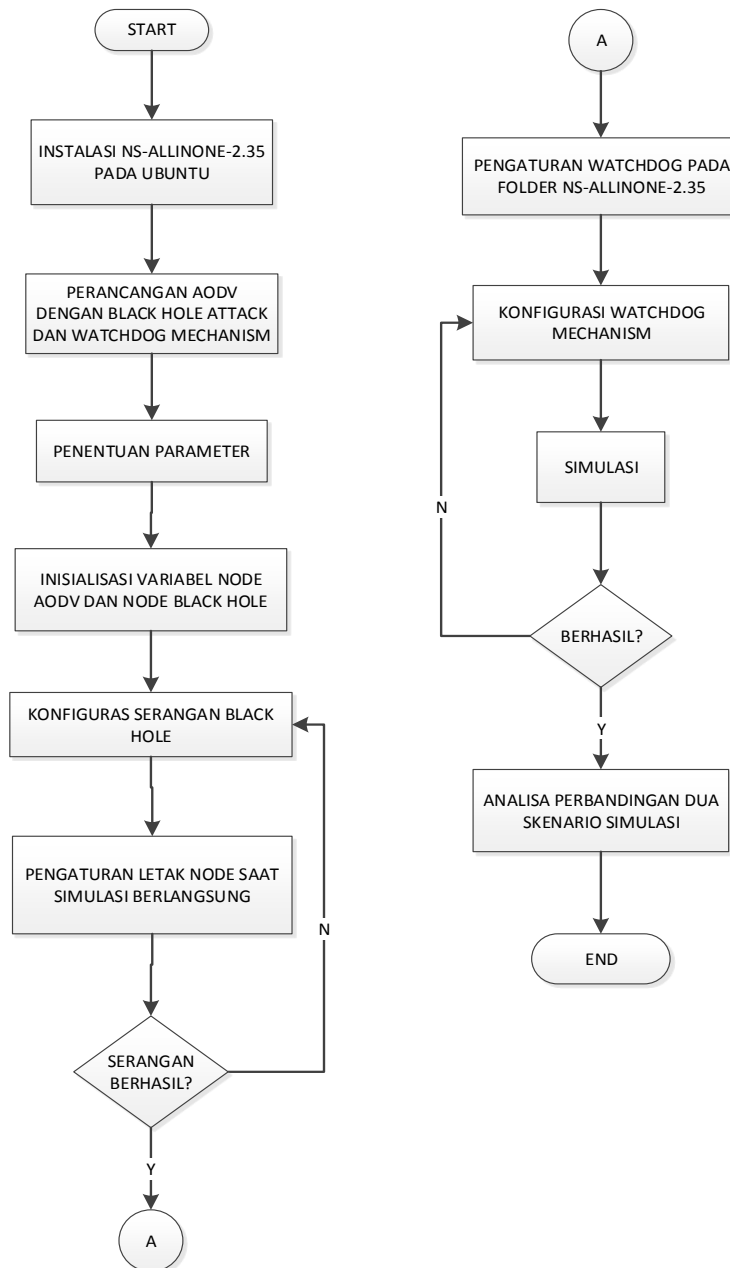 START
INSTALASI NS-ALLINONE-2.35
PADA UBUNTU
PERANCANGAN AODV
DENGAN BLACK HOLE ATTACK
DAN WATCHDOG MECHANISM
PENENTUAN PARAMETER
INISIALISASI VARIABEL NODE
AODV DAN NODE BLACK HOLE
KONFIGURAS SERANGAN BLACK
HOLE
PENGATURAN LETAK NODE SAAT
SIMULASI BERLANGSUNG
N
SERANGAN
BERHASIL?
Y
A
A
PENGATURAN WATCHDOG PADA
FOLDER NS-ALLINONE-2.35
KONFIGURASI WATCHDOG
MECHANISM
SIMULASI
N
BERHASIL?
Y
ANALISA PERBANDINGAN DUA
SKENARIO SIMULASI
END